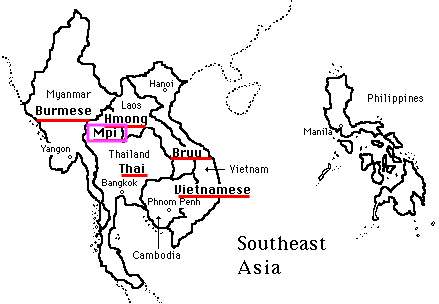 Hanoi
Myanmar
Philippines
Laos
Burmese
Hmong
Mpi
Manila
Yangon
Thailand
Bruu
Thai
Vietnam
Bangkok
Vietnamese
Phnom Penh
Southeast
Asia
Cambodia